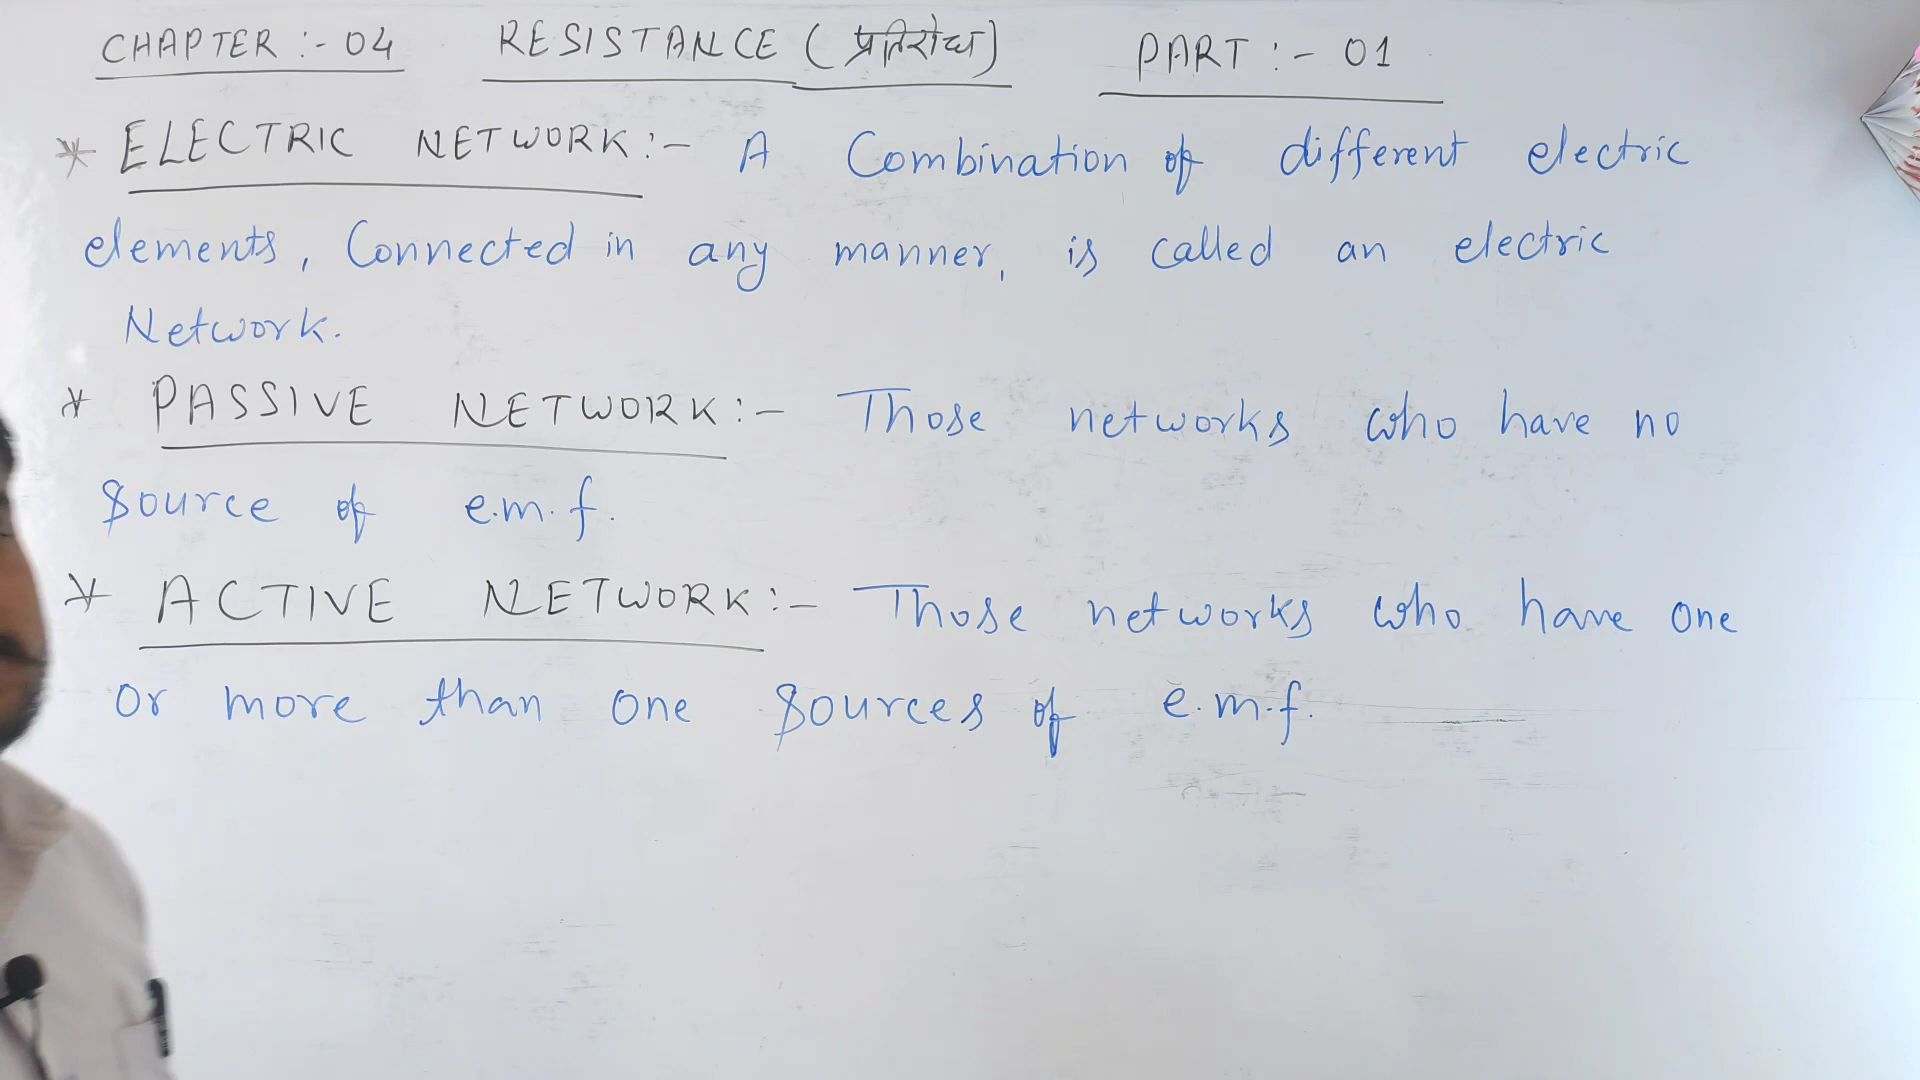 CHAPTER :- 04 RESISTANCE (प्रतिरोध) PART :- 01
* ELECTRIC NETWORK :- A Combination of different electric
elements, Connected in any manner, is called an electric
Network.
* PASSIVE NETWORK :- Those networks who have no
Source of e.m.f.
* ACTIVE NETWORK :- Those networks who have one
or more than one Sources of e.m.f.